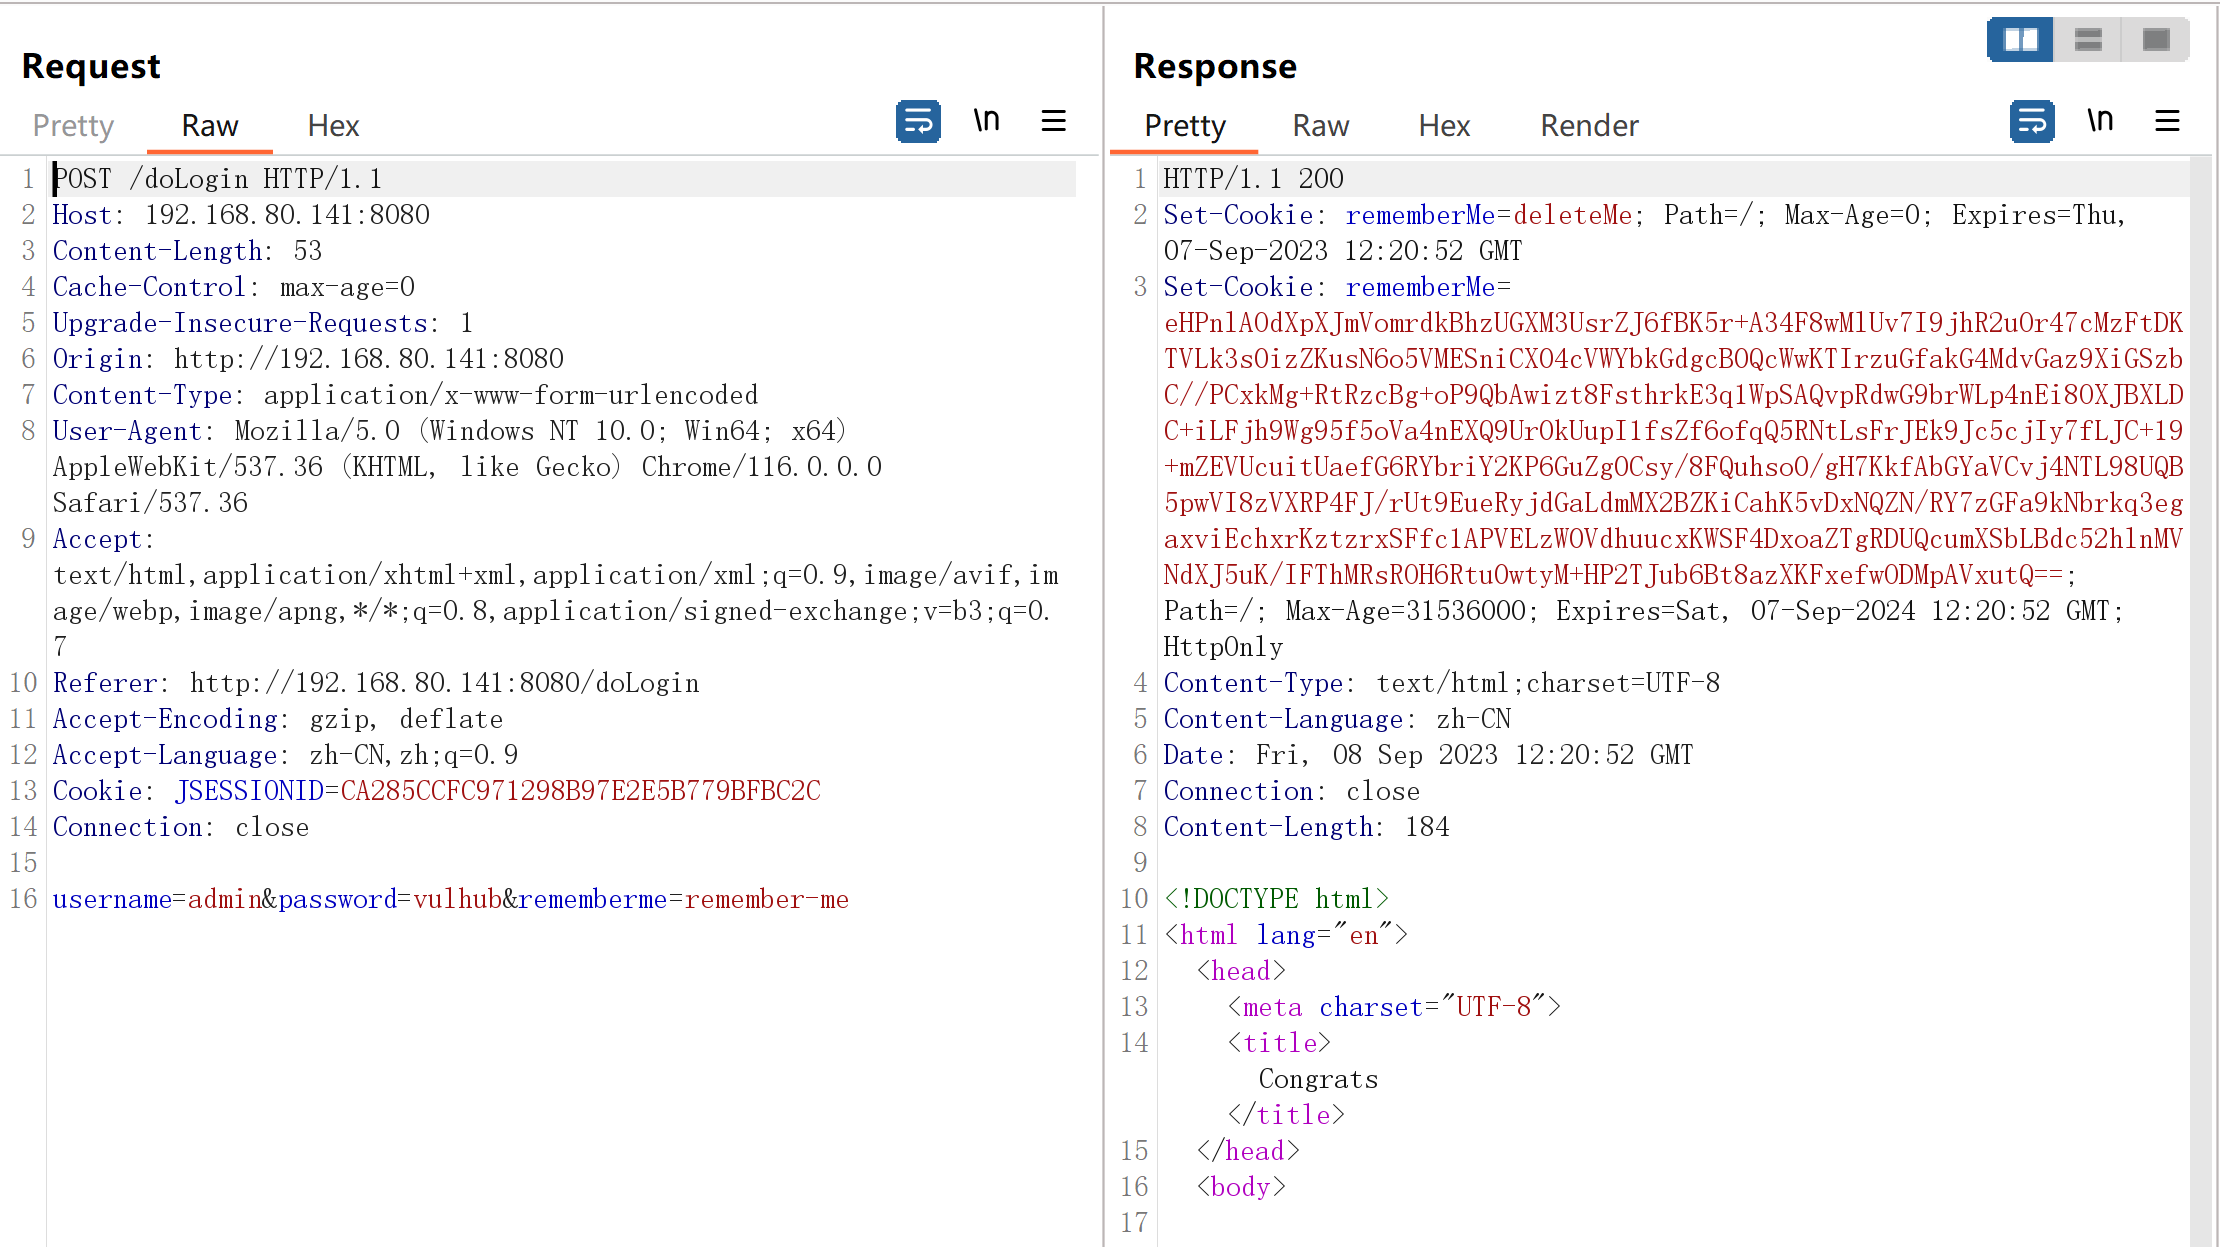 Request
Pretty Raw Hex \n
1 POST /doLogin HTTP/1.1
2 Host: 192.168.80.141:8080
3 Content-Length: 53
4 Cache-Control: max-age=0
5 Upgrade-Insecure-Requests: 1
6 Origin: http://192.168.80.141:8080
7 Content-Type: application/x-www-form-urlencoded
8 User-Agent: Mozilla/5.0 (Windows NT 10.0; Win64; x64)
AppleWebKit/537.36 (KHTML, like Gecko) Chrome/116.0.0.0
Safari/537.36
9 Accept:
text/html,application/xhtml+xml,application/xml;q=0.9,image/avif,im
age/webp,image/apng,*/*;q=0.8,application/signed-exchange;v=b3;q=0.
7
10 Referer: http://192.168.80.141:8080/doLogin
11 Accept-Encoding: gzip, deflate
12 Accept-Language: zh-CN,zh;q=0.9
13 Cookie: JSESSIONID=CA285CCFC971298B97E2E5B779BFBC2C
14 Connection: close
15
16 username=admin&password=vulhub&rememberme=remember-me
Response
Pretty Raw Hex Render \n
1 HTTP/1.1 200
2 Set-Cookie: rememberMe=deleteMe; Path=/; Max-Age=0; Expires=Thu,
07-Sep-2023 12:20:52 GMT
3 Set-Cookie: rememberMe=
eHPnlAOdXpXJmVomrdkBhzUGXM3UsrZJ6fBK5r+A34F8wMlUv7I9jhR2uOr47cMzFtDK
TVLk3sOizZKusN6o5VMESniCXO4cVWYbkGdgcBOQcWwKTIrzuGfakG4MdvGaz9XiGSzb
C//PCxkMg+RtRzcBg+oP9QbAwizt8FsthrkE3q1WpSAQvpRdwG9brWLp4nEi8OXJBXLD
C+iLFjh9Wg95f5oVa4nEXQ9UrOkUupI1fsZf6ofqQ5RNtLsFrJEk9Jc5cjIy7fLJC+19
+mZEVUcuitUaefG6RYbriY2KP6GuZgOCsy/8FQuhsoO/gH7KkfAbGYaVCvj4NTL98UQB
5pwVI8zVXRP4FJ/rUt9EueRyjdGaLdmMX2BZKiCahK5vDxNQZN/RY7zGFa9kNbrkq3eg
axviEchxrKztzrxSFfc1APVELzWOVdhuucxKWSF4DxoaZTgRDUQcumXSbLBdc52hlnMV
NdXJ5uK/IFThMRsROH6RtuOwtyM+HP2TJub6Bt8azXKFxefwODMpAVxutQ==;
Path=/; Max-Age=31536000; Expires=Sat, 07-Sep-2024 12:20:52 GMT;
HttpOnly
4 Content-Type: text/html;charset=UTF-8
5 Content-Language: zh-CN
6 Date: Fri, 08 Sep 2023 12:20:52 GMT
7 Connection: close
8 Content-Length: 184
9
10 <!DOCTYPE html>
11 <html lang="en">
12 <head>
13 <meta charset="UTF-8">
14 <title>
Congrats
</title>
15 </head>
16 <body>
17